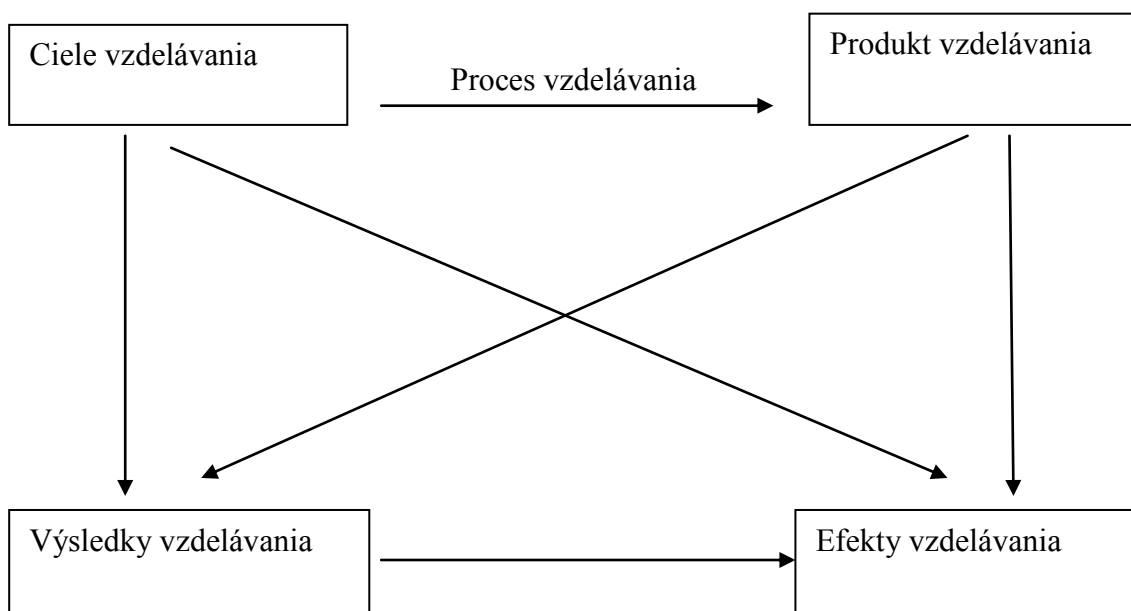 Ciele vzdelávania
Proces vzdelávania
Produkt vzdelávania
Výsledky vzdelávania
Efekty vzdelávania